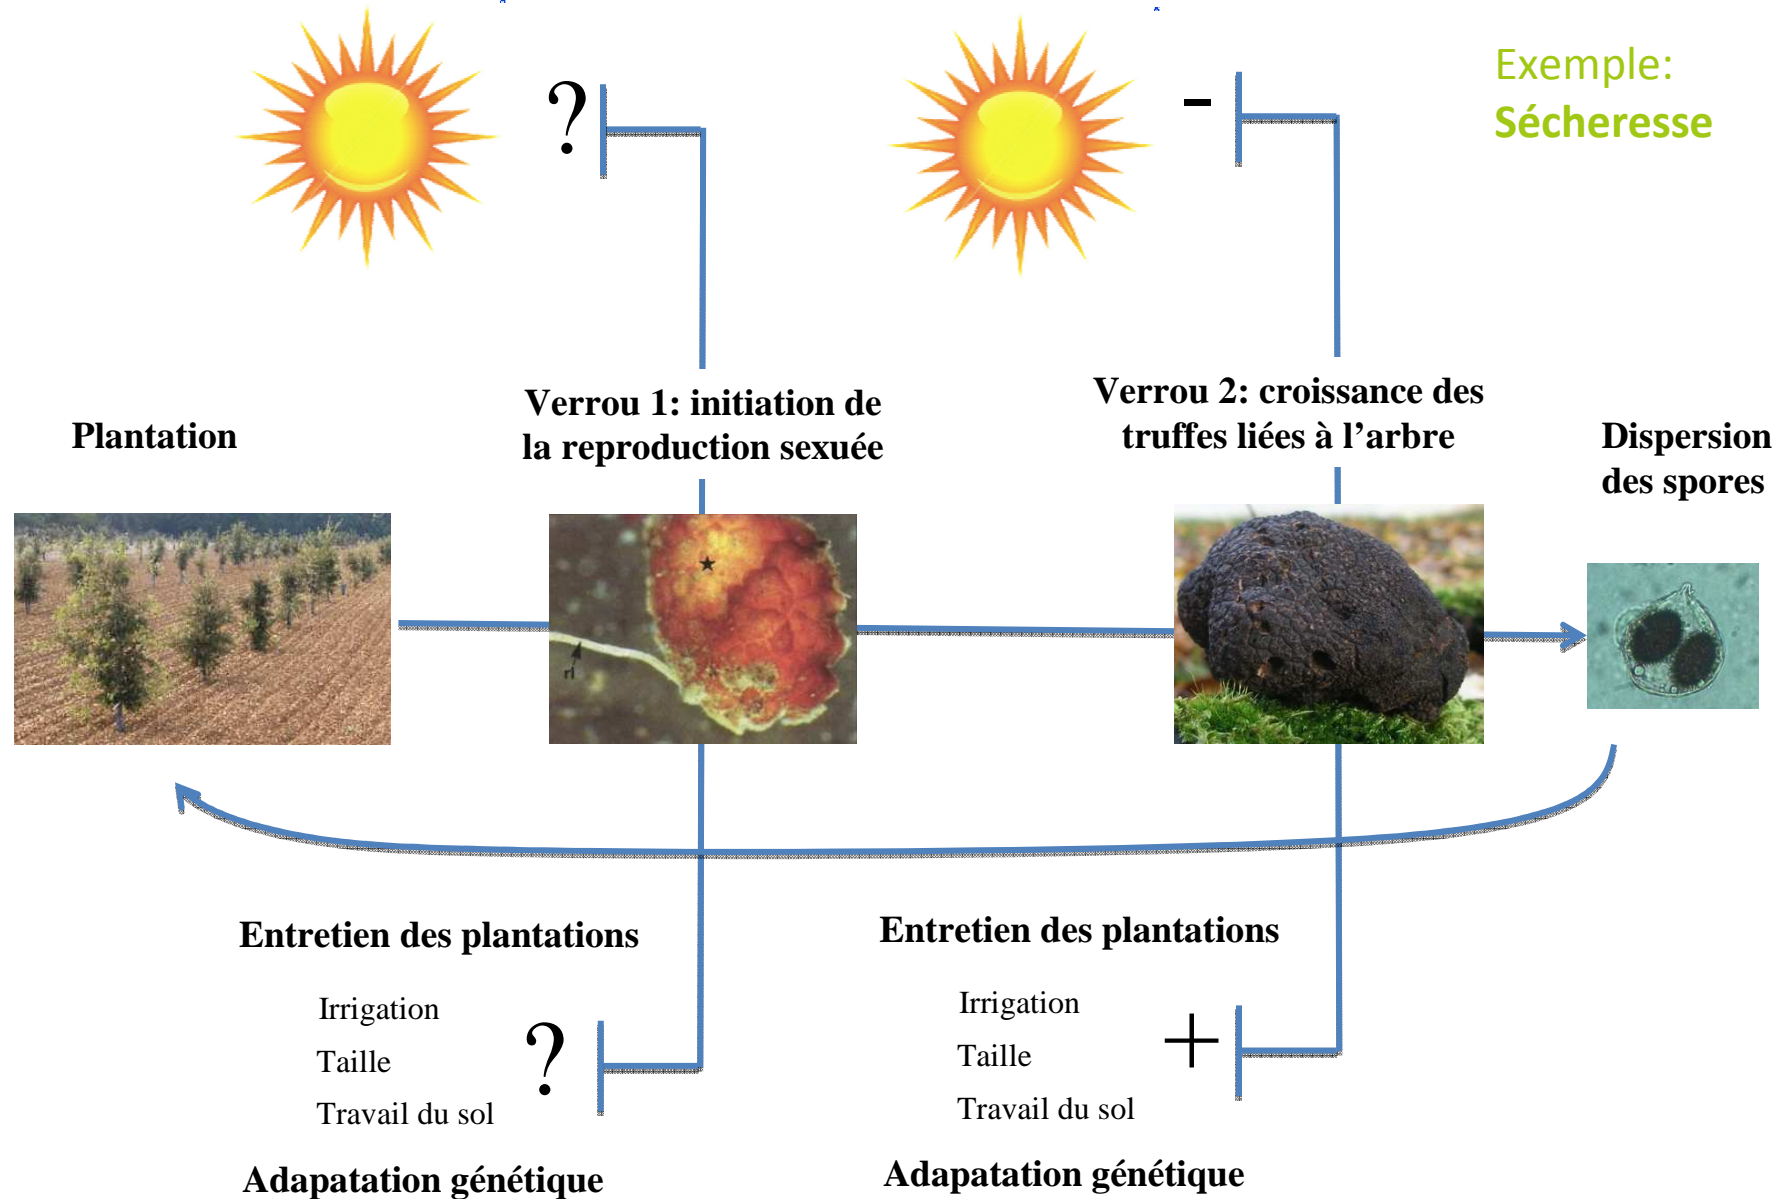 Exemple:
Sécheresse
?
-
Plantation
Verrou 1: initiation de
la reproduction sexuée
Verrou 2: croissance des
truffes liées à l’arbre
Dispersion
des spores
rl
Entretien des plantations
Irrigation
Taille
Travail du sol
?
Adapatation génétique
Entretien des plantations
Irrigation
Taille
Travail du sol
+
Adapatation génétique